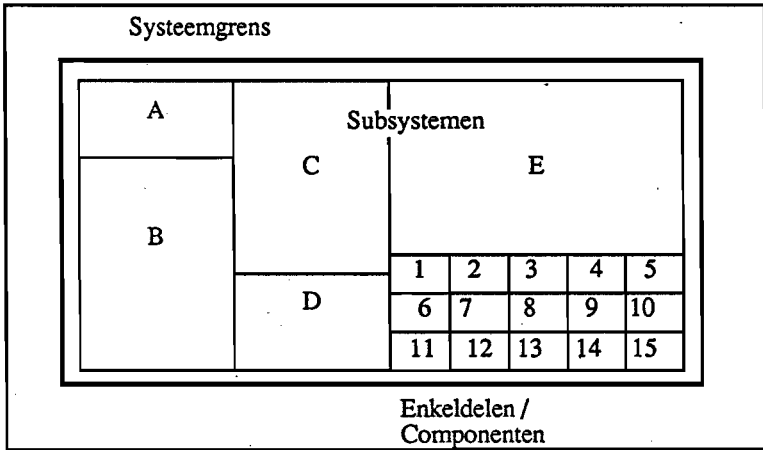 Systeemgrens
A
Subsystemen
C
E
B
1 2 3 4 5
D
6 7 8 9 10
11 12 13 14 15
Enkeldelen /
Componenten